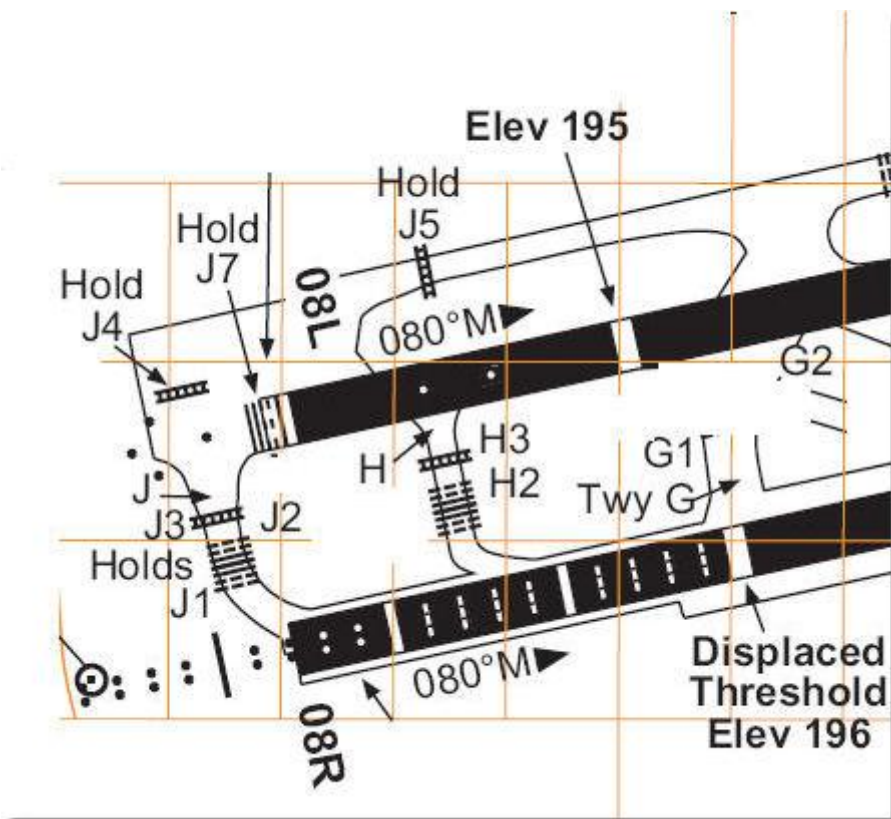 Elev 195
Hold
J5
Hold
J7
08L
Hold
J4
080°M
G2
H3
H
G1
H2
J
Twy G
J3
J2
Holds
J1
080°M
Displaced
Threshold
Elev 196
08R